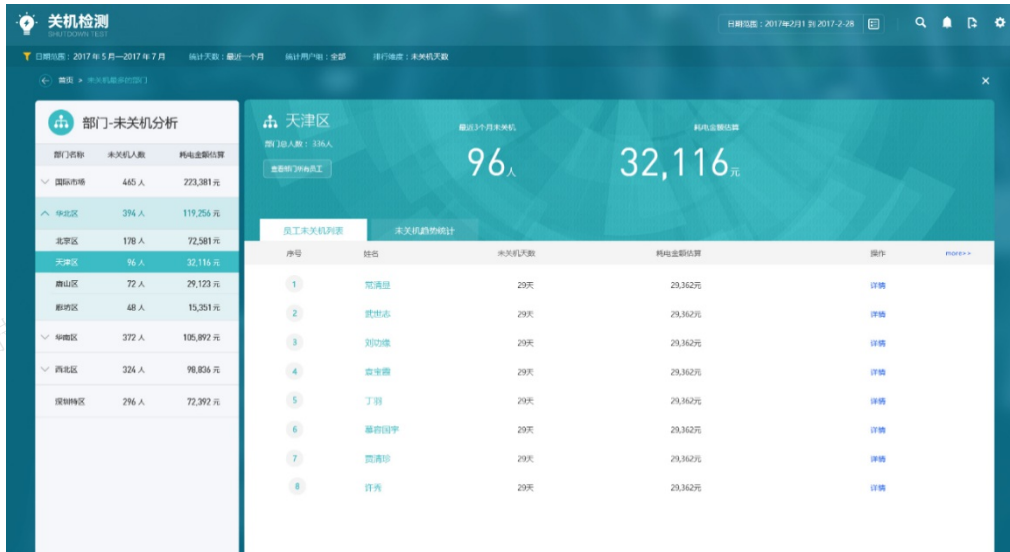 关机检测
SHUTDOWN TEST
日期范围：2017年2月1 到 2017-2-28
日期范围：2017年5月—2017年7月 统计天数：最近一个月 统计用户组：全部 排行维度：未关机天数
首页 > 未关机最多的部门
部门-未关机分析
部门名称 未关机人数 耗电金额估算
国际市场 465 人 223,381 元
华北区 394 人 119,256 元
北京区 178 人 72,581 元
天津区 96 人 32,116 元
唐山区 72 人 29,123 元
廊坊区 48 人 15,351 元
华南区 372 人 105,892 元
西北区 324 人 98,836 元
深圳特区 296 人 72,392 元
天津区
部门总人数：336人
查看部门所有员工
最近3个月未关机
96人
耗电金额估算
32,116元
员工未关机列表 未关机趋势统计
序号 姓名 未关机天数 耗电金额估算 操作 more>>
1 29天 29,362元 详情
2 武世志 29天 29,362元 详情
3 29天 29,362元 详情
4 29天 29,362元 详情
5 丁羽 29天 29,362元 详情
6 慕容国宇 29天 29,362元 详情
7 贾清珍 29天 29,362元 详情
8 许秀 29天 29,362元 详情